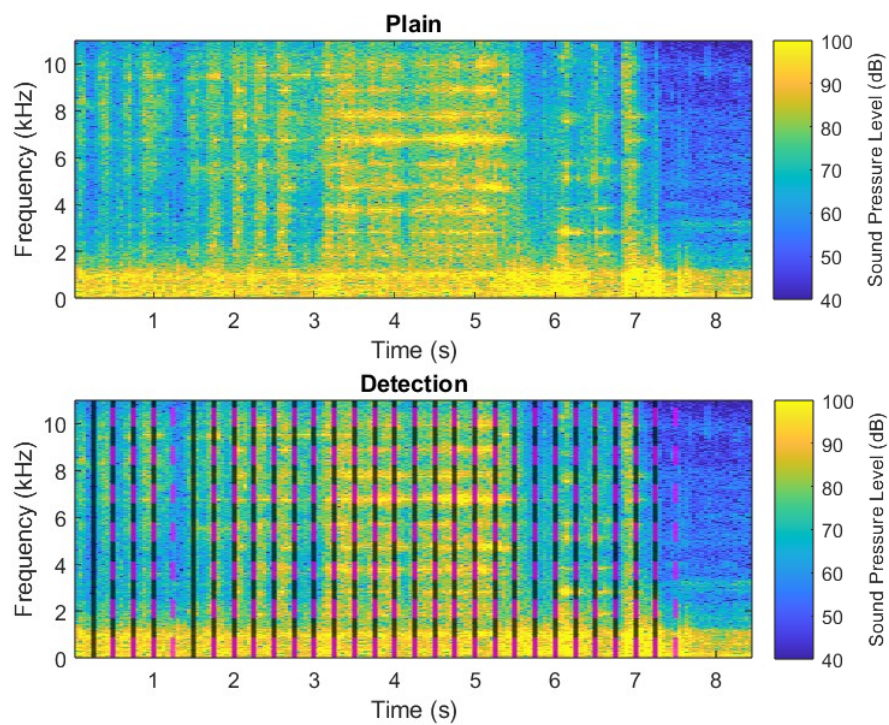 Plain
Frequency (kHz)
10
8
6
4
2
0
1 2 3 4 5 6 7 8
Time (s)
100
90
80
70
60
50
40
Sound Pressure Level (dB)
Detection
Frequency (kHz)
10
8
6
4
2
0
1 2 3 4 5 6 7 8
Time (s)
100
90
80
70
60
50
40
Sound Pressure Level (dB)